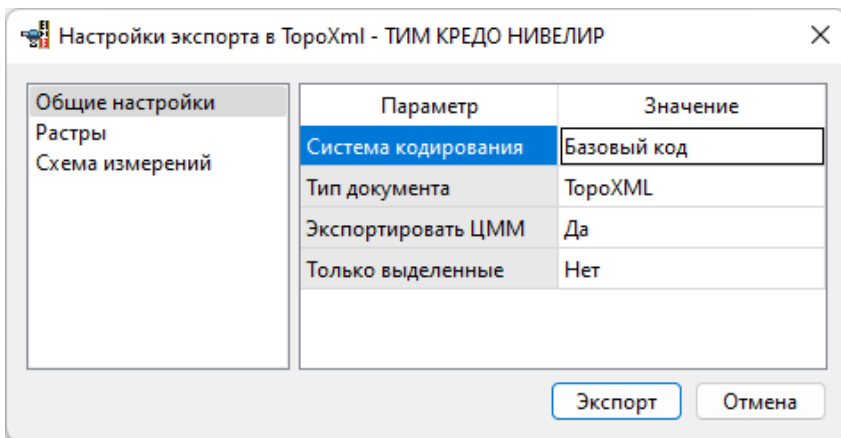 Настройки экспорта в TopoXml - ТИМ КРЕДО НИВЕЛИР
Общие настройки
Растры
Схема измерений
Параметр Значение
Система кодирования Базовый код
Тип документа TopoXML
Экспортировать ЦММ Да
Только выделенные Нет
Экспорт Отмена